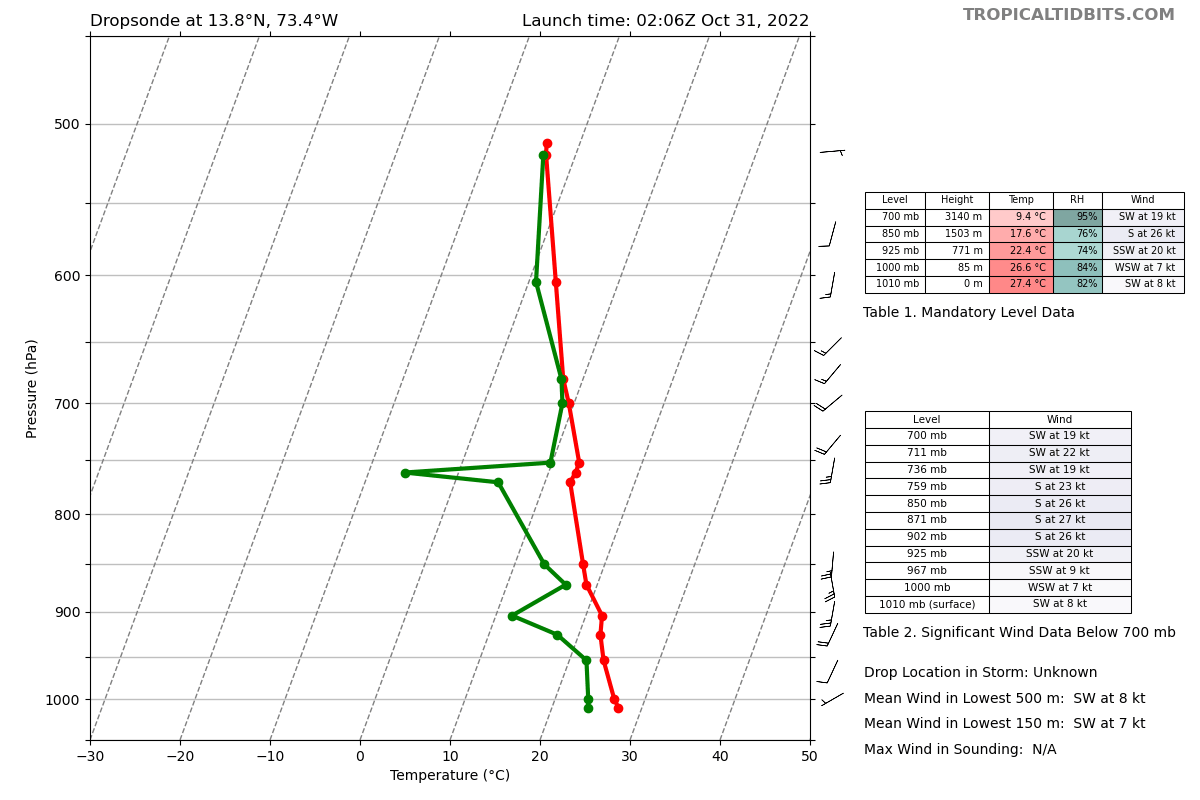 Dropsonde at 13.8°N, 73.4°W
Launch time: 02:06Z Oct 31, 2022
TROPICALTIDBITS.COM
Pressure (hPa)
500
600
700
800
900
1000
−30 −20 −10 0 10 20 30 40 50
Temperature (°C)
Level Height Temp RH Wind
700 mb 3140 m 9.4 °C 95% SW at 19 kt
850 mb 1503 m 17.6 °C 76% S at 26 kt
925 mb 771 m 22.4 °C 74% SSW at 20 kt
1000 mb 85 m 26.6 °C 84% WSW at 7 kt
1010 mb 0 m 27.4 °C 82% SW at 8 kt
Table 1. Mandatory Level Data
Level Wind
700 mb SW at 19 kt
711 mb SW at 22 kt
736 mb SW at 19 kt
759 mb S at 23 kt
850 mb S at 26 kt
871 mb S at 27 kt
902 mb S at 26 kt
925 mb SSW at 20 kt
967 mb SSW at 9 kt
1000 mb WSW at 7 kt
1010 mb (surface) SW at 8 kt
Table 2. Significant Wind Data Below 700 mb
Drop Location in Storm: Unknown
Mean Wind in Lowest 500 m: SW at 8 kt
Mean Wind in Lowest 150 m: SW at 7 kt
Max Wind in Sounding: N/A